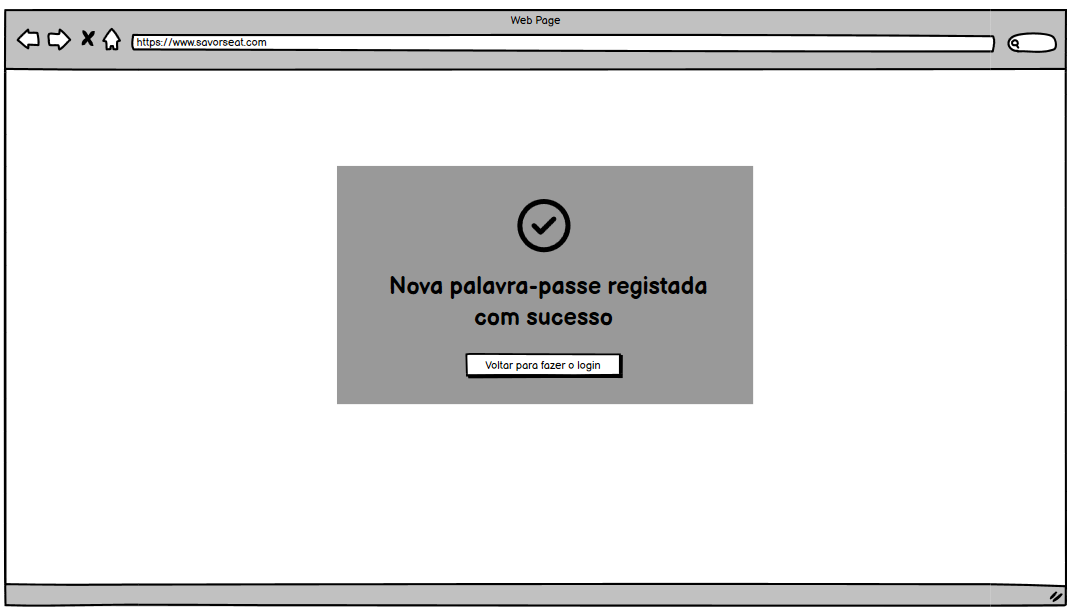 Web Page
https://www.savorseat.com
Nova palavra-passe registada
com sucesso
Voltar para fazer o login